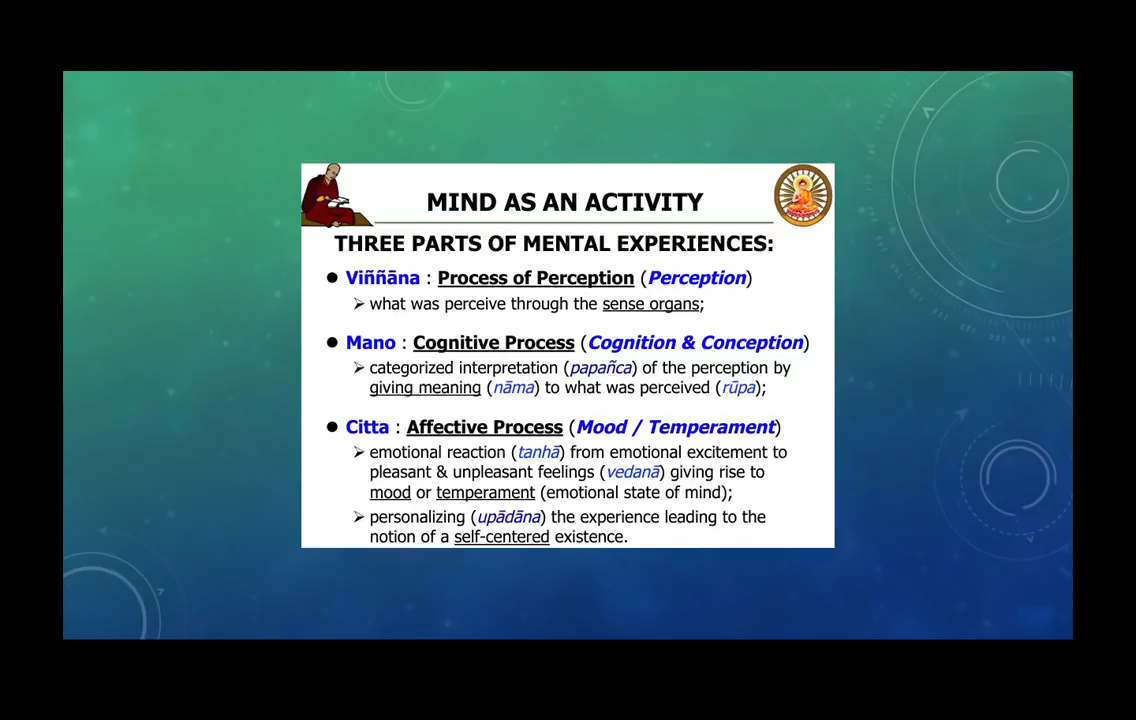 MIND AS AN ACTIVITY
THREE PARTS OF MENTAL EXPERIENCES:
● Viññāna : Process of Perception (Perception)
➢ what was perceive through the sense organs;
● Mano : Cognitive Process (Cognition & Conception)
➢ categorized interpretation (papañca) of the perception by
giving meaning (nāma) to what was perceived (rūpa);
● Citta : Affective Process (Mood / Temperament)
➢ emotional reaction (tanhā) from emotional excitement to
pleasant & unpleasant feelings (vedanā) giving rise to
mood or temperament (emotional state of mind);
➢ personalizing (upādāna) the experience leading to the
notion of a self-centered existence.